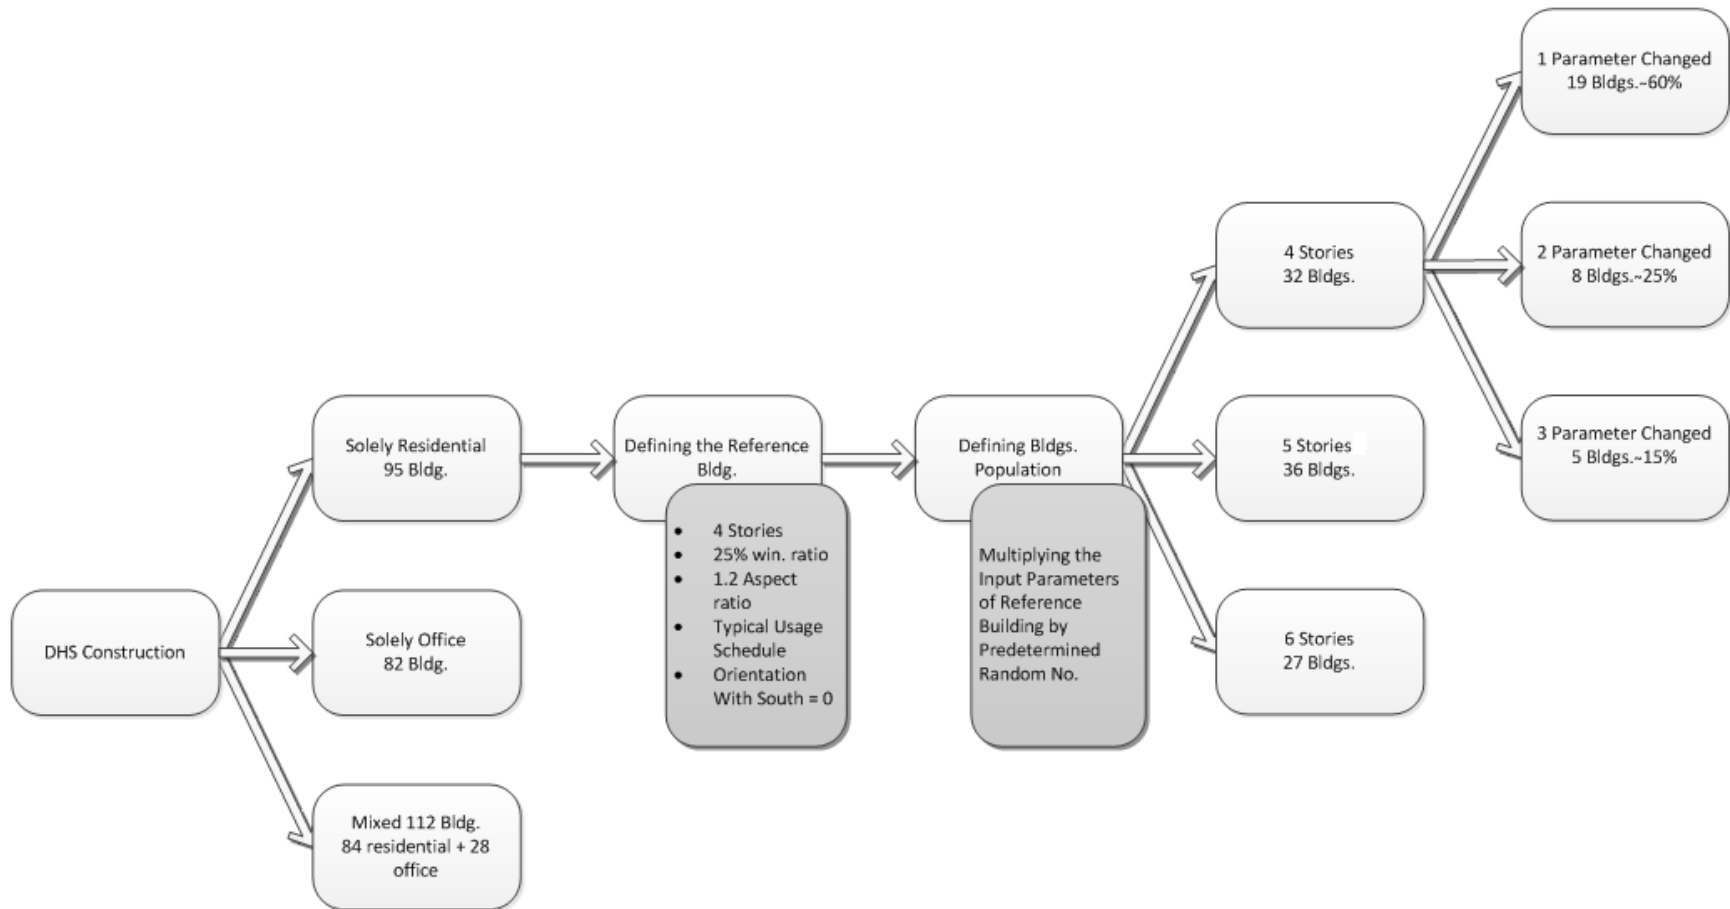 DHS Construction
Solely Residential
95 Bldg.
Solely Office
82 Bldg.
Mixed 112 Bldg.
84 residential + 28
office
Defining the Reference
Bldg.
• 4 Stories
• 25% win. ratio
• 1.2 Aspect
ratio
• Typical Usage
Schedule
• Orientation
With South = 0
Defining Bldgs.
Population
Multiplying the
Input Parameters
of Reference
Building by
Predetermined
Random No.
4 Stories
32 Bldgs.
5 Stories
36 Bldgs.
6 Stories
27 Bldgs.
1 Parameter Changed
19 Bldgs.~60%
2 Parameter Changed
8 Bldgs.~25%
3 Parameter Changed
5 Bldgs.~15%